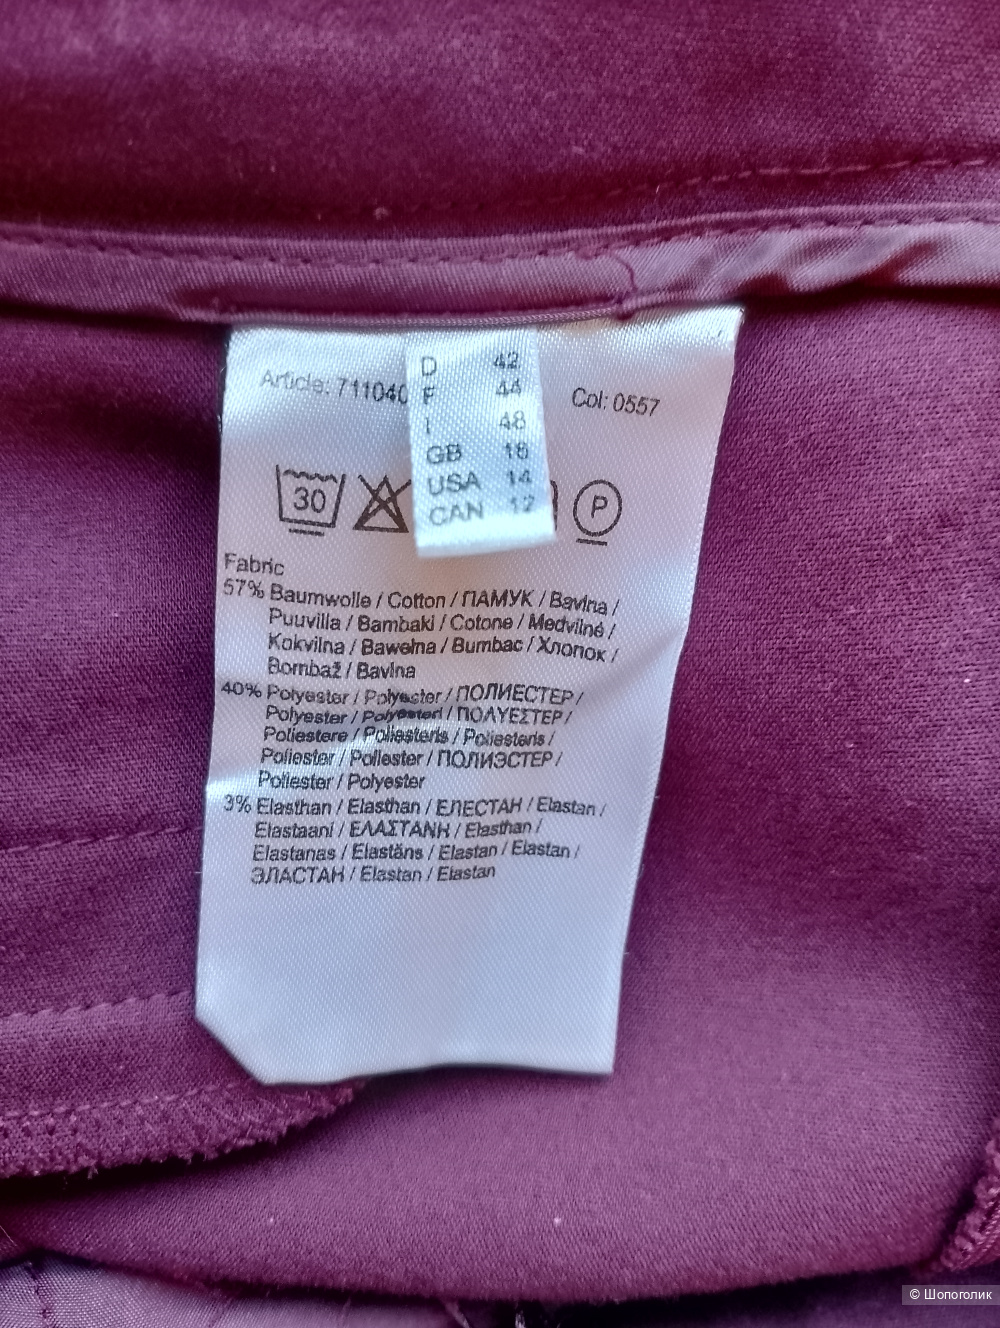 D 42
F 44
I 48
GB 16
USA 14
CAN 12
Article: 711040
Col: 0557
30
P
Fabric
57% Baumwolle / Cotton / ПАМУК / Bavlna /
Puuvilla / Bambaki / Cotone / Medvilnė /
Kokvilna / Bawełna / Bumbac / Хлопок /
Bombaž / Bavlna
40% Polyester / Polyester / ПОЛИЕСТЕР /
Polyester / Polyesteri / ΠΟΛΥΕΣΤΕΡ /
Poliestere / Poliesteris / Poliesteris /
Poliester / Poliester / ПОЛИЭСТЕР /
Poliester / Polyester
3% Elasthan / Elasthan / ЕЛЕСТАН / Elastan /
Elastaani / ΕΛΑΣΤΑΝΗ / Elasthan /
Elastanas / Elastāns / Elastan / Elastan /
ЭЛАСТАН / Elastan / Elastan
© Шопоголик